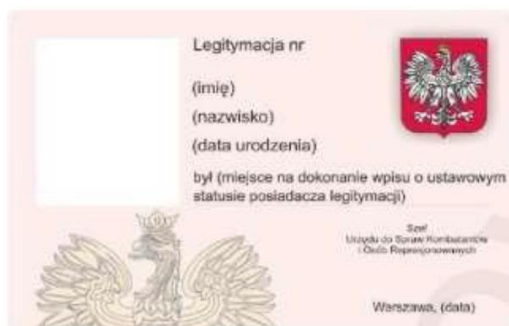 Legitymacja nr
(imię)
(nazwisko)
(data urodzenia)
był (miejsce na dokonanie wpisu o ustawowym
statusie posiadacza legitymacji)
Szef
Urzędu do Spraw Kombatantów
i Osób Represjonowanych
Warszawa, (data)